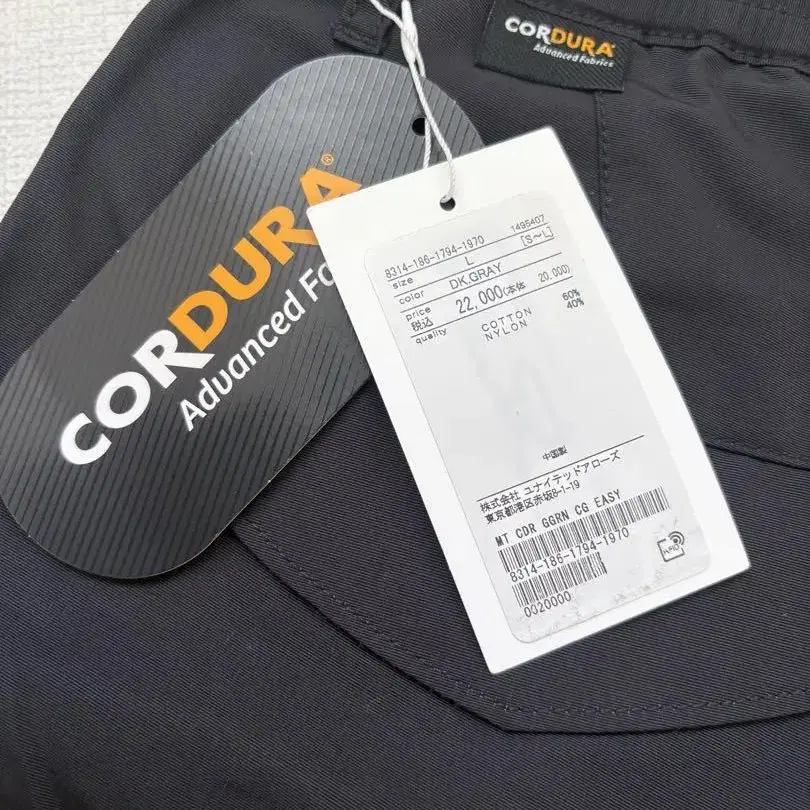 CORDURA
Advanced Fabrics
CORDURA®
Advanced Fa
1495407
8314-186-1794-1970
size L [S〜L]
color DK.GRAY
price
税込 22,000(本体 20,000)
quality COTTON 60%
NYLON 40%
中国製
株式会社 ユナイテッドアローズ
東京都港区赤坂8-1-19
MT CDR GGRN CG EASY
8314-186-1794-1970
0020000